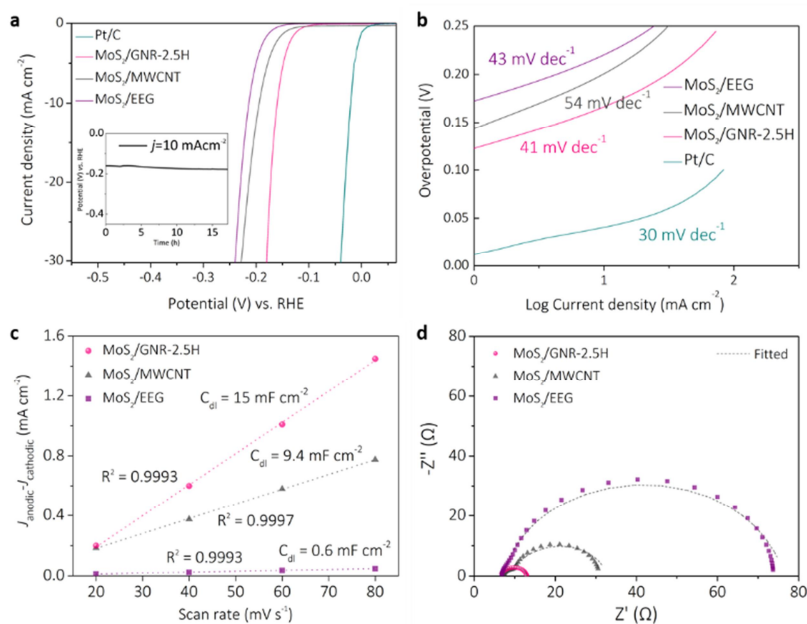 a
Current density (mA cm-2)
0
-10
-20
-30
Pt/C
MoS2/GNR-2.5H
MoS2/MWCNT
MoS2/EEG
Potential (V) vs. RHE
0.0
-0.2
-0.4
j=10 mAcm-2
0 5 10 15
Time (h)
-0.5 -0.4 -0.3 -0.2 -0.1 0.0
Potential (V) vs. RHE
b
Overpotential (V)
0.25
0.20
0.15
0.10
0.05
0.00
43 mV dec-1
54 mV dec-1
41 mV dec-1
30 mV dec-1
MoS2/EEG
MoS2/MWCNT
MoS2/GNR-2.5H
Pt/C
0 1 2
Log Current density (mA cm-2)
c
Janodic-Jcathodic (mA cm-2)
1.6
1.2
0.8
0.4
0.0
MoS2/GNR-2.5H
MoS2/MWCNT
MoS2/EEG
Cdl = 15 mF cm-2
Cdl = 9.4 mF cm-2
R2 = 0.9993
R2 = 0.9997
R2 = 0.9993
Cdl = 0.6 mF cm-2
20 30 40 50 60 70 80
Scan rate (mV s-1)
d
-Z'' (Ω)
80
60
40
20
0
MoS2/GNR-2.5H
MoS2/MWCNT
MoS2/EEG
Fitted
0 20 40 60 80
Z' (Ω)